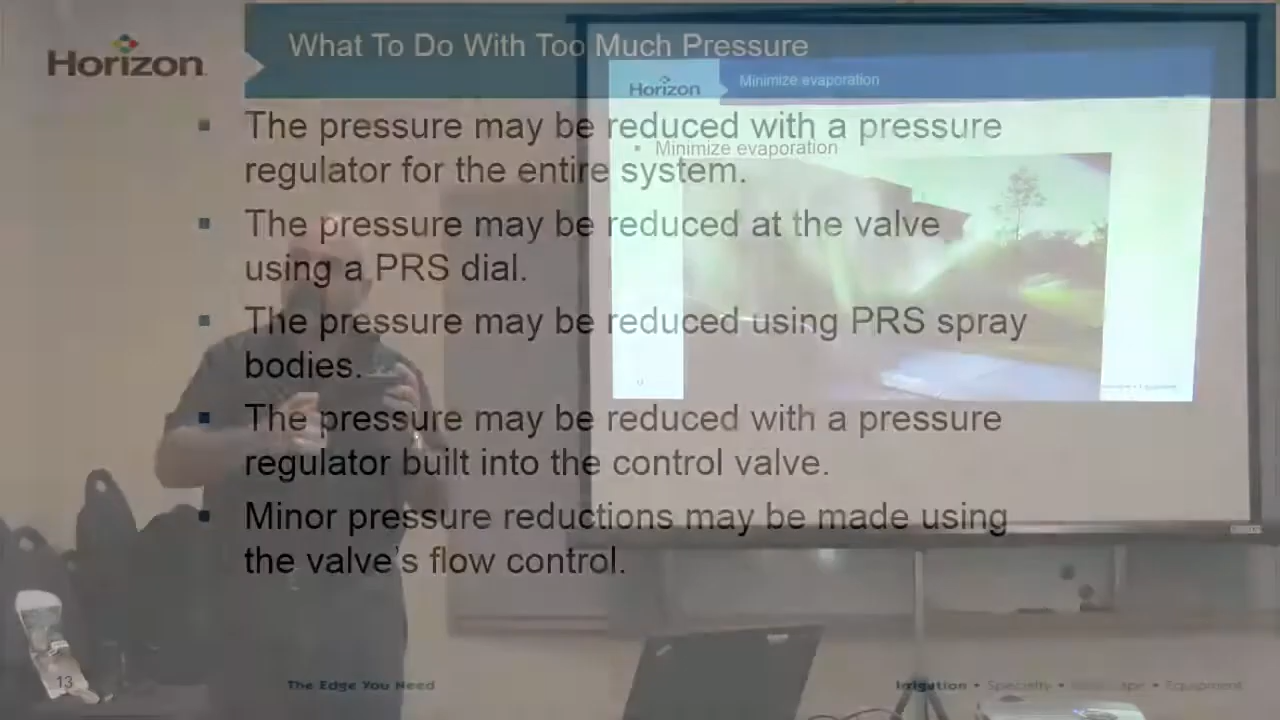 Horizon
What To Do With Too Much Pressure
Horizon
Minimize evaporation
▪ The pressure may be reduced with a pressure
regulator for the entire system.
▪ Minimize evaporation
▪ The pressure may be reduced at the valve
using a PRS dial.
▪ The pressure may be reduced using PRS spray
bodies.
▪ The pressure may be reduced with a pressure
regulator built into the control valve.
▪ Minor pressure reductions may be made using
the valve's flow control.
13
The Edge You Need
Irrigation • Specialty • Landscape • Equipment